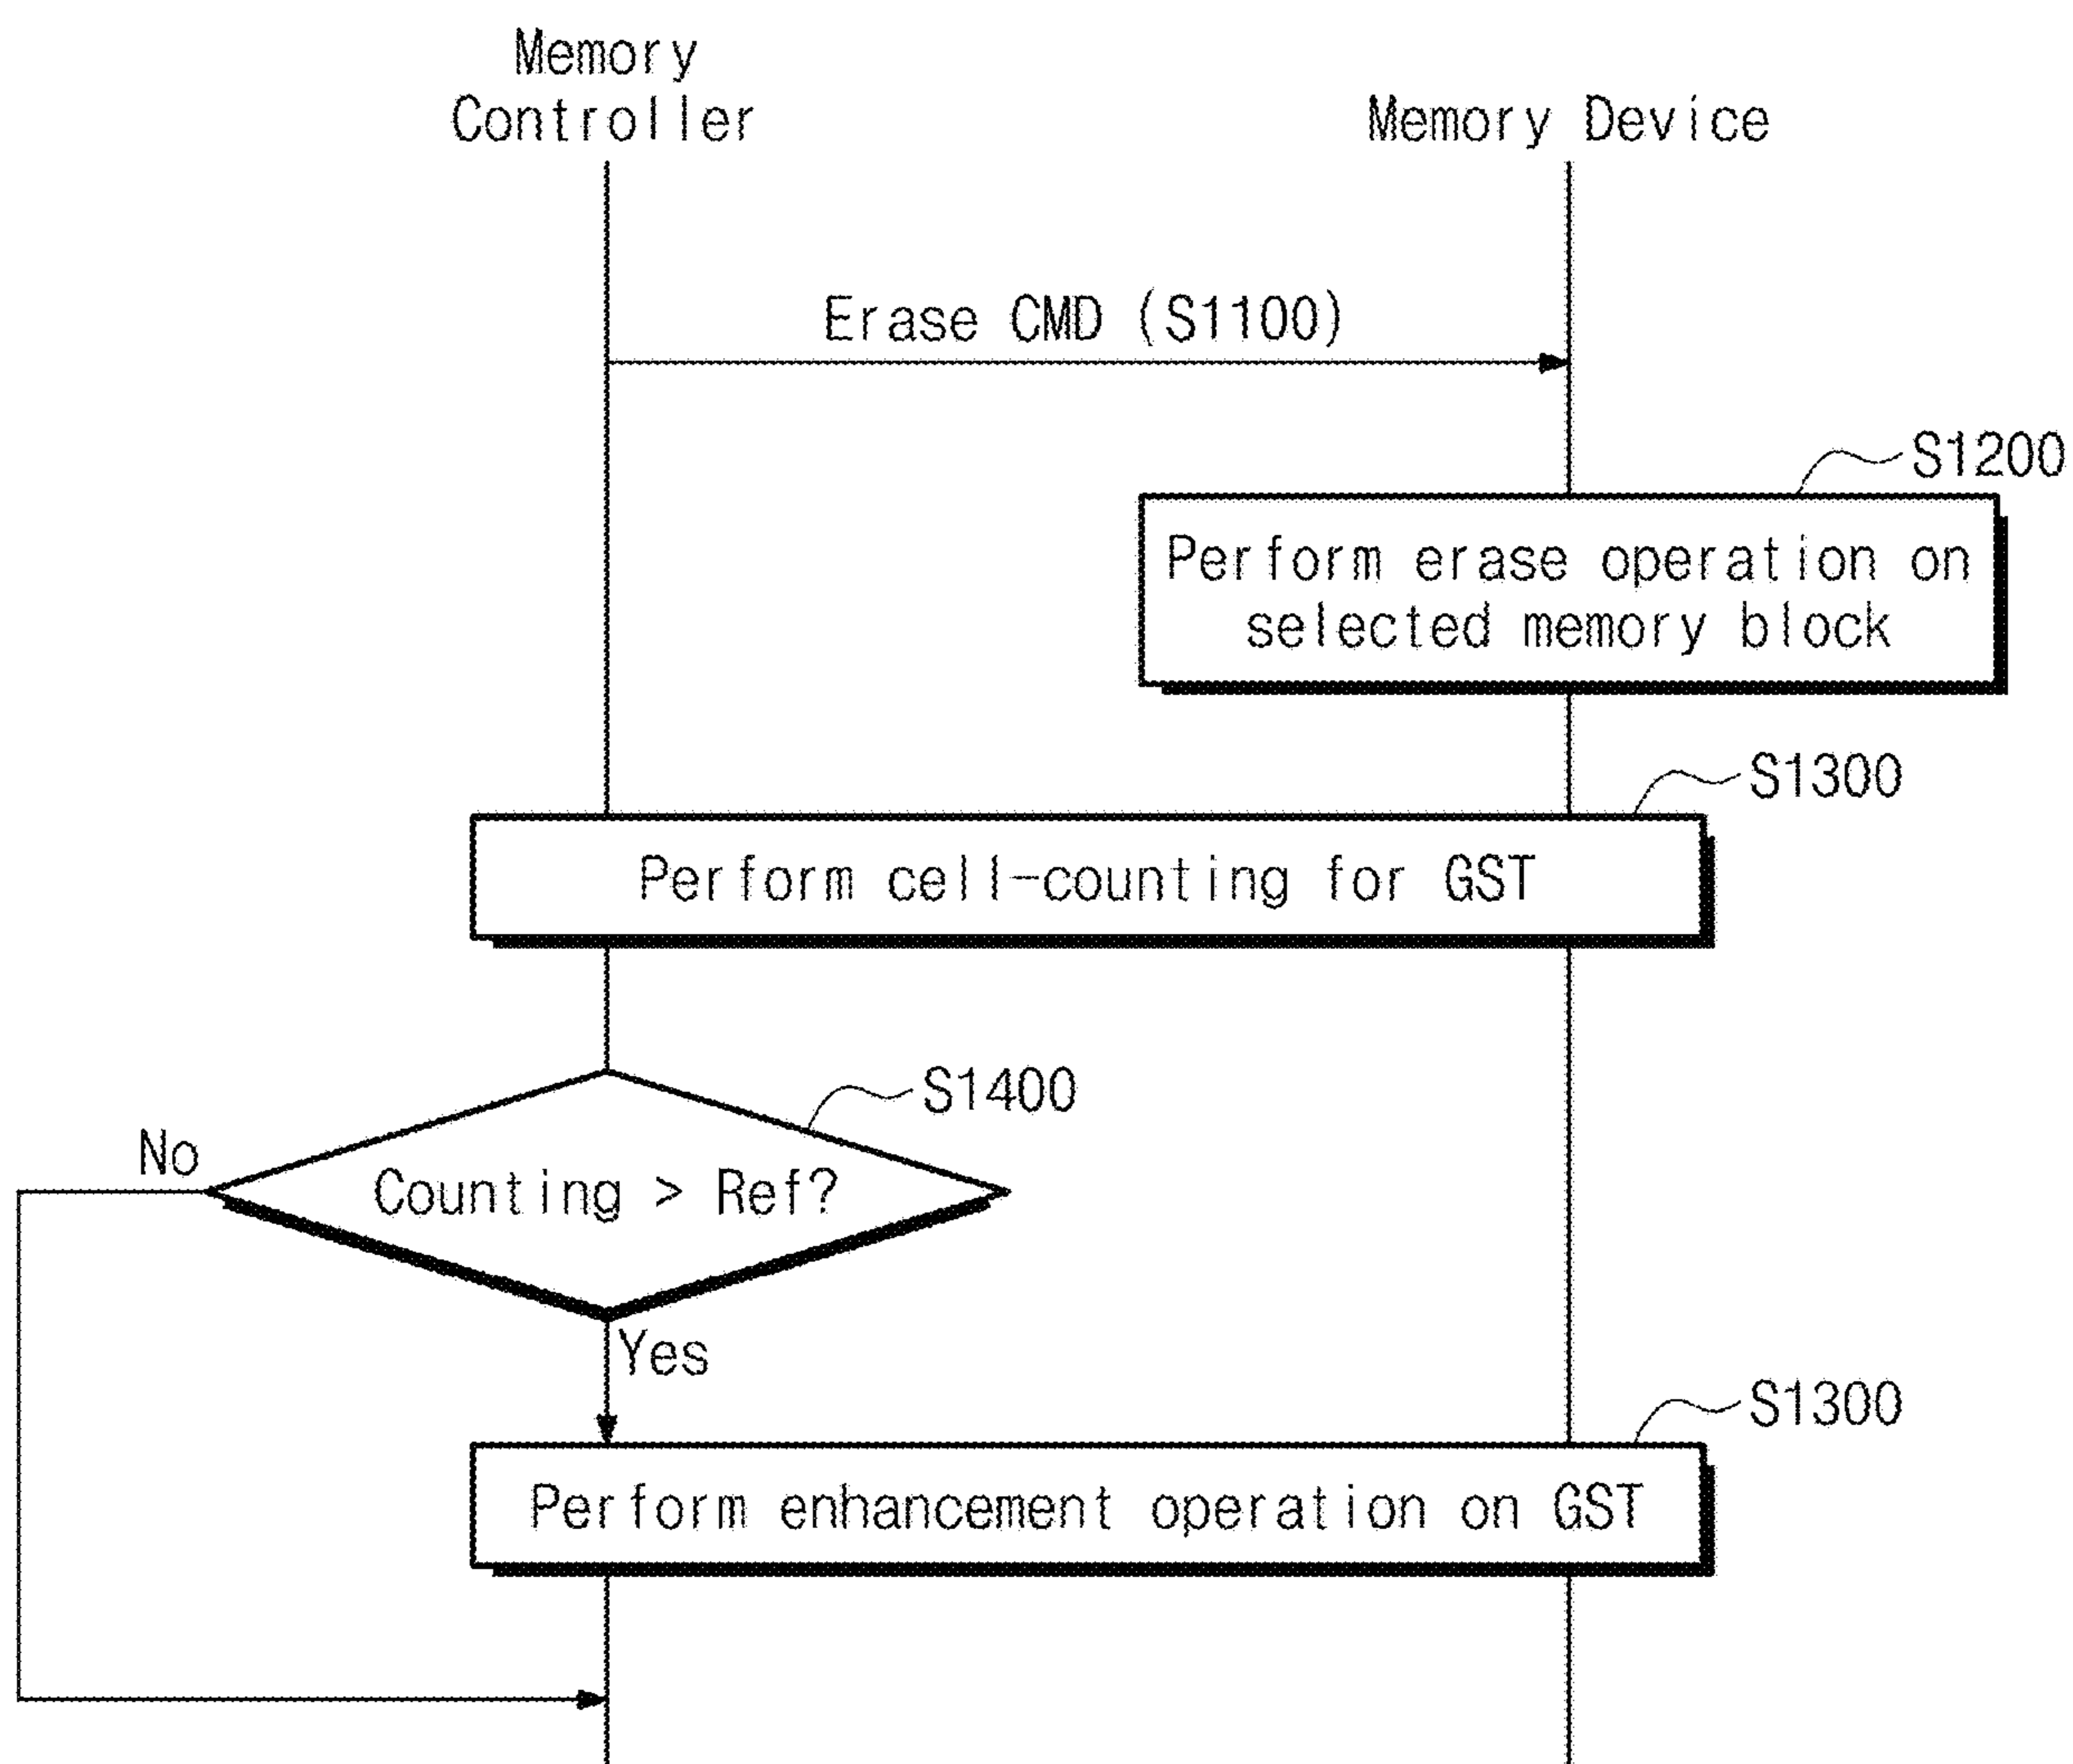 Memory
Controller
Memory Device
Erase CMD (S1100)
S1200
Perform erase operation on
selected memory block
S1300
Perform cell-counting for GST
S1400
No
Counting > Ref?
Yes
S1300
Perform enhancement operation on GST